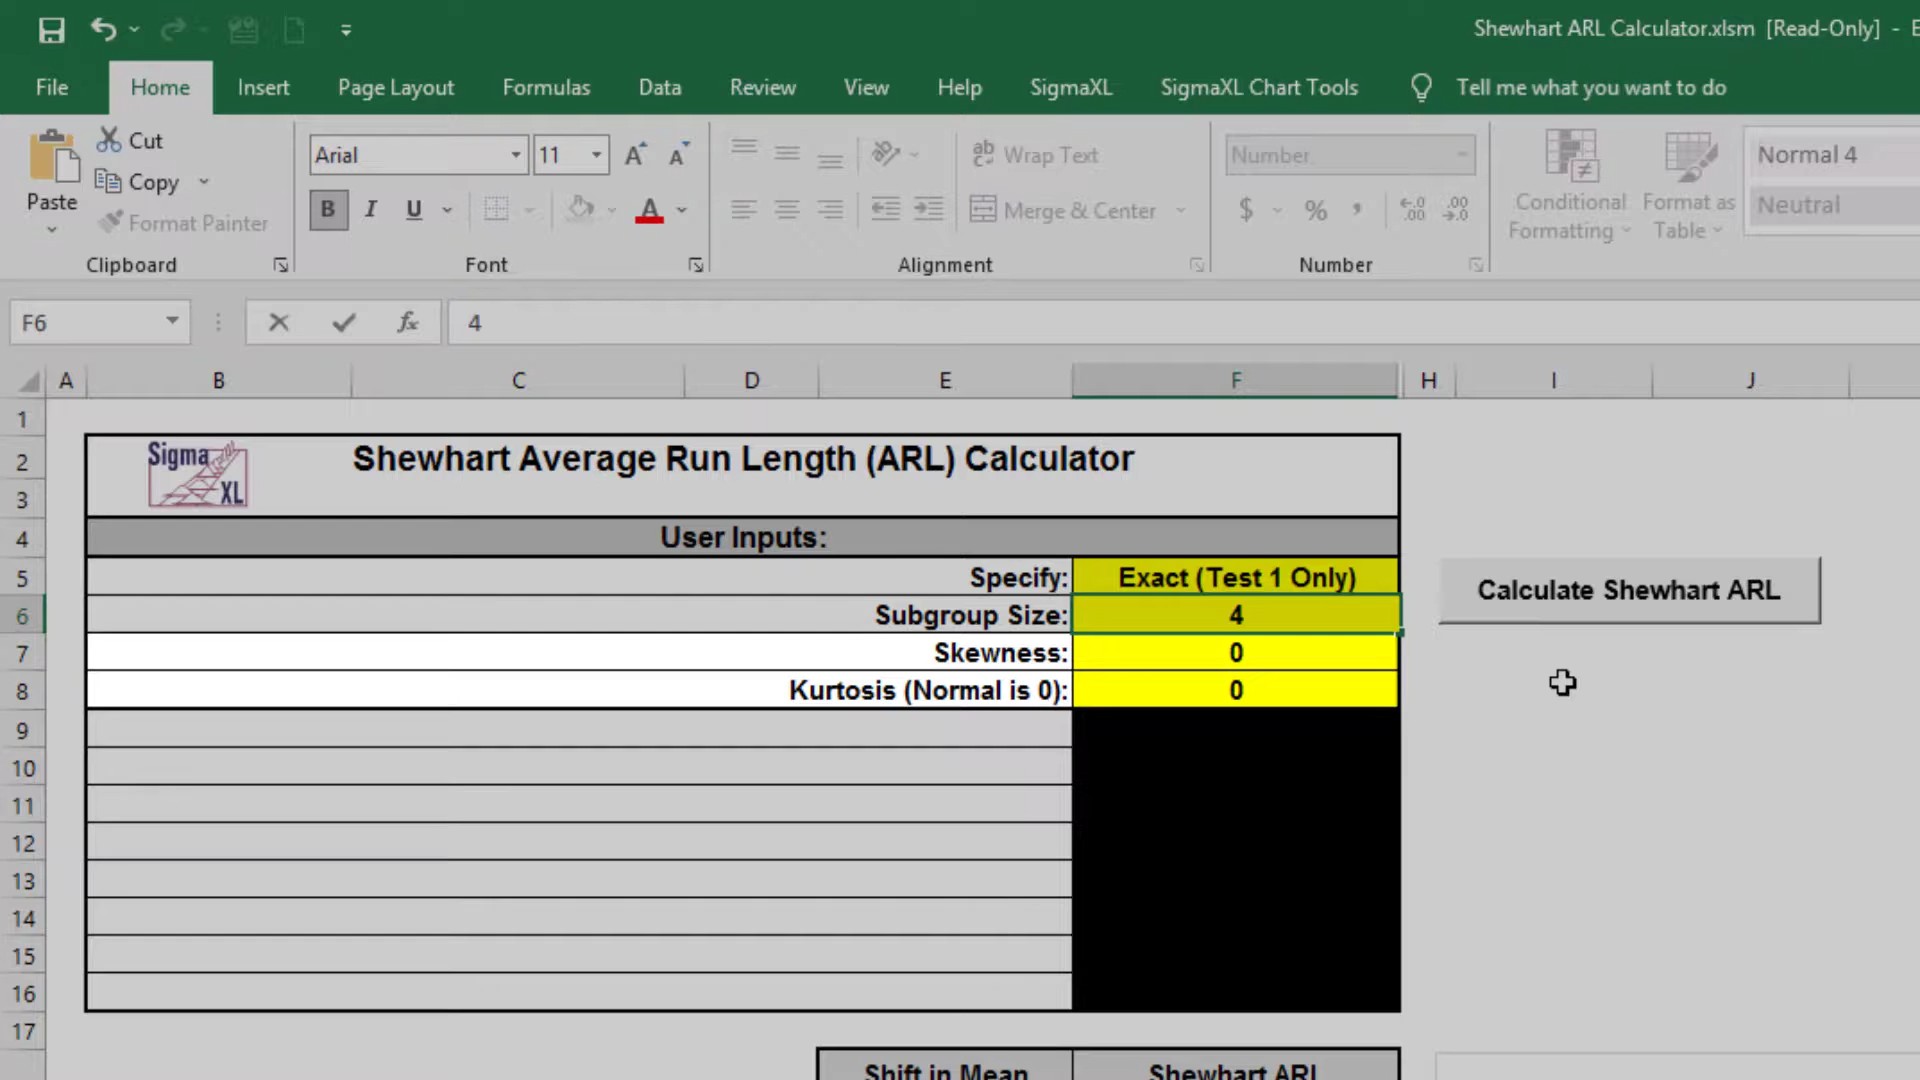 Shewhart ARL Calculator.xlsm [Read-Only] - E
File Home Insert Page Layout Formulas Data Review View Help SigmaXL SigmaXL Chart Tools Tell me what you want to do
Paste
Cut
Copy
Format Painter
Clipboard
Arial 11
B I U A
Font
Wrap Text
Merge & Center
Alignment
Number
$ % ,
Number
Conditional Formatting
Format as Table
Normal 4
Neutral
F6 fx 4
A B C D E F H I J
1
2 Sigma XL Shewhart Average Run Length (ARL) Calculator
3
4 User Inputs:
5 Specify: Exact (Test 1 Only)
Calculate Shewhart ARL
6 Subgroup Size: 4
7 Skewness: 0
8 Kurtosis (Normal is 0): 0
9
10
11
12
13
14
15
16
17
Shift in Mean Shewhart ARL